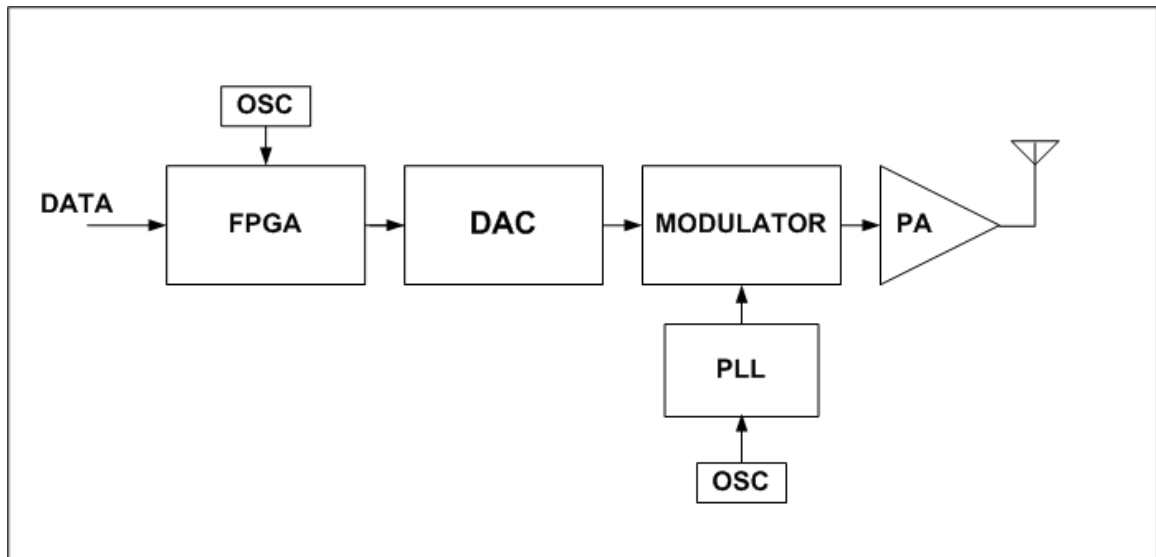 OSC
DATA
FPGA
DAC
MODULATOR
PA
PLL
OSC